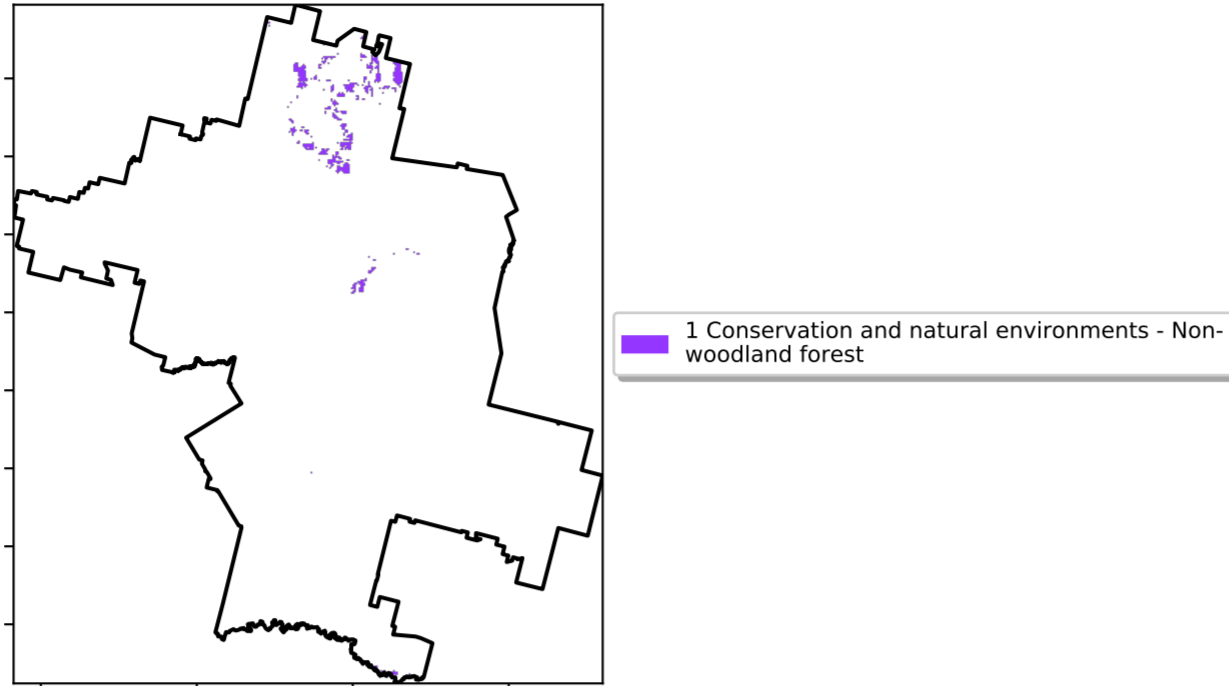 1 Conservation and natural environments - Non-
woodland forest